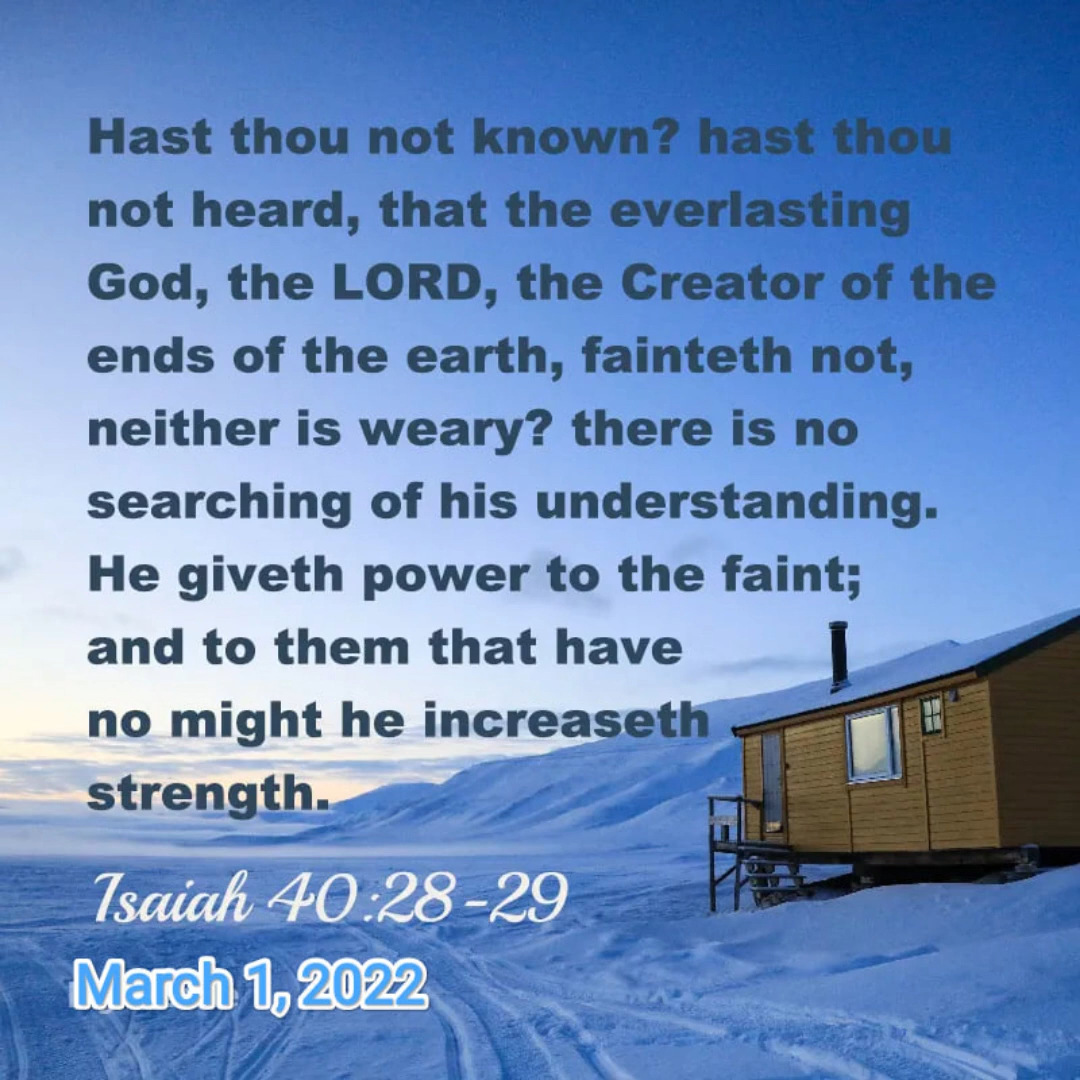 Hast thou not known? hast thou
not heard, that the everlasting
God, the LORD, the Creator of the
ends of the earth, fainteth not,
neither is weary? there is no
searching of his understanding.
He giveth power to the faint;
and to them that have
no might he increaseth
strength.
Isaiah 40:28-29
March 1, 2022